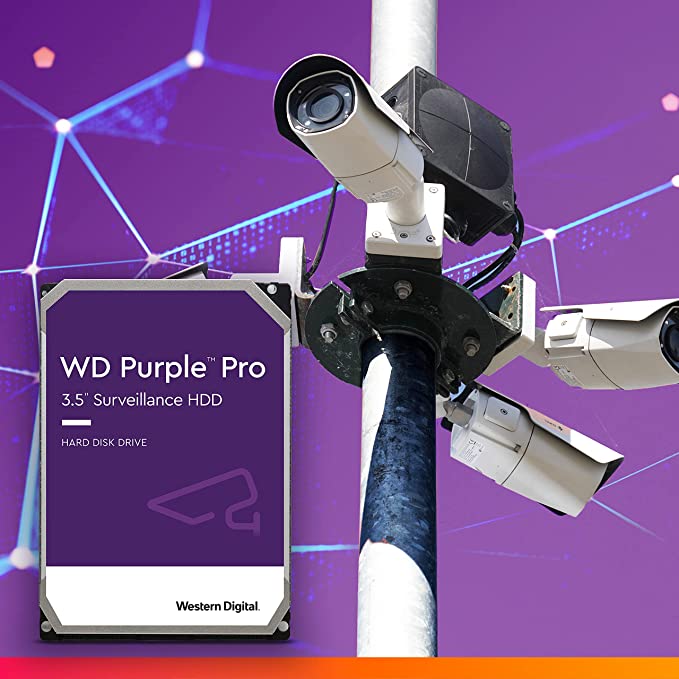 WD Purple™ Pro
3.5" Surveillance HDD
HARD DISK DRIVE
Western Digital.